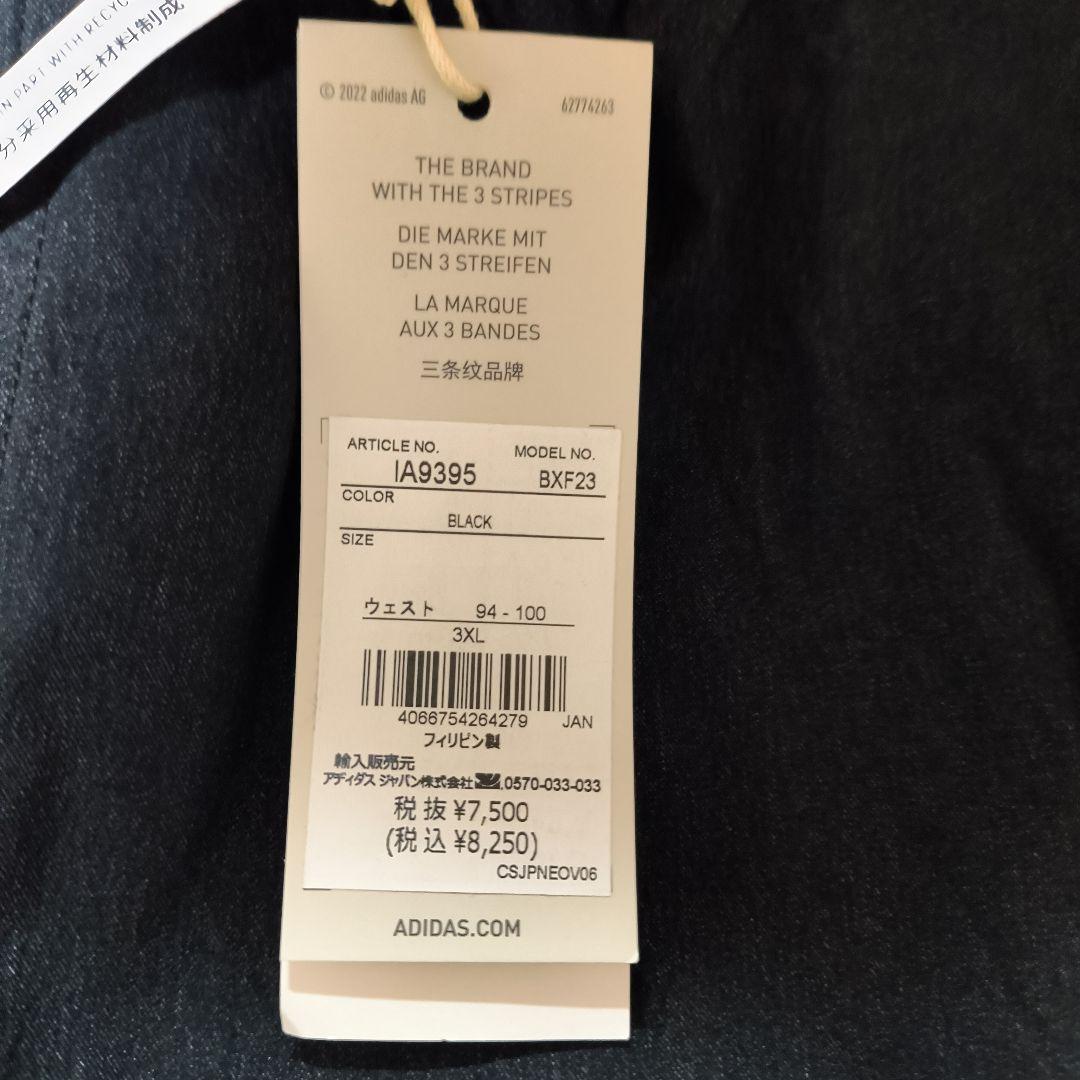 IN PART WITH RECYC
分采用再生材料制成
© 2022 adidas AG
62774263
THE BRAND
WITH THE 3 STRIPES
DIE MARKE MIT
DEN 3 STREIFEN
LA MARQUE
AUX 3 BANDES
三条纹品牌
ARTICLE NO. MODEL NO.
IA9395 BXF23
COLOR
BLACK
SIZE
ウェスト 94 - 100
3XL
4066754264279 JAN
フィリピン製
輸入販売元
アディダス ジャパン株式会社 0570-033-033
税抜 ¥7,500
(税込 ¥8,250)
CSJPNEOV06
ADIDAS.COM